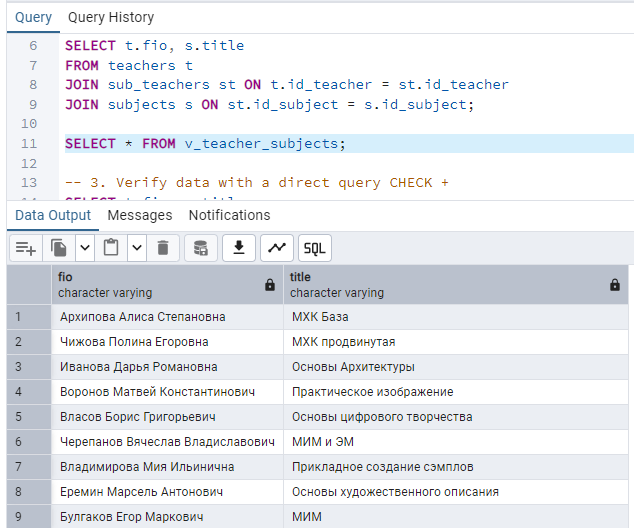 Query Query History
6 SELECT t.fio, s.title
7 FROM teachers t
8 JOIN sub_teachers st ON t.id_teacher = st.id_teacher
9 JOIN subjects s ON st.id_subject = s.id_subject;
10
11 SELECT * FROM v_teacher_subjects;
12
13 -- 3. Verify data with a direct query CHECK +
Data Output Messages Notifications
SQL
fio title
character varying character varying
1 Архипова Алиса Степановна МХК База
2 Чижова Полина Егоровна МХК продвинутая
3 Иванова Дарья Романовна Основы Архитектуры
4 Воронов Матвей Константинович Практическое изображение
5 Власов Борис Григорьевич Основы цифрового творчества
6 Черепанов Вячеслав Владиславович МИМ и ЭМ
7 Владимирова Мия Ильинична Прикладное создание сэмплов
8 Еремин Марсель Антонович Основы художественного описания
9 Булгаков Егор Маркович МИМ